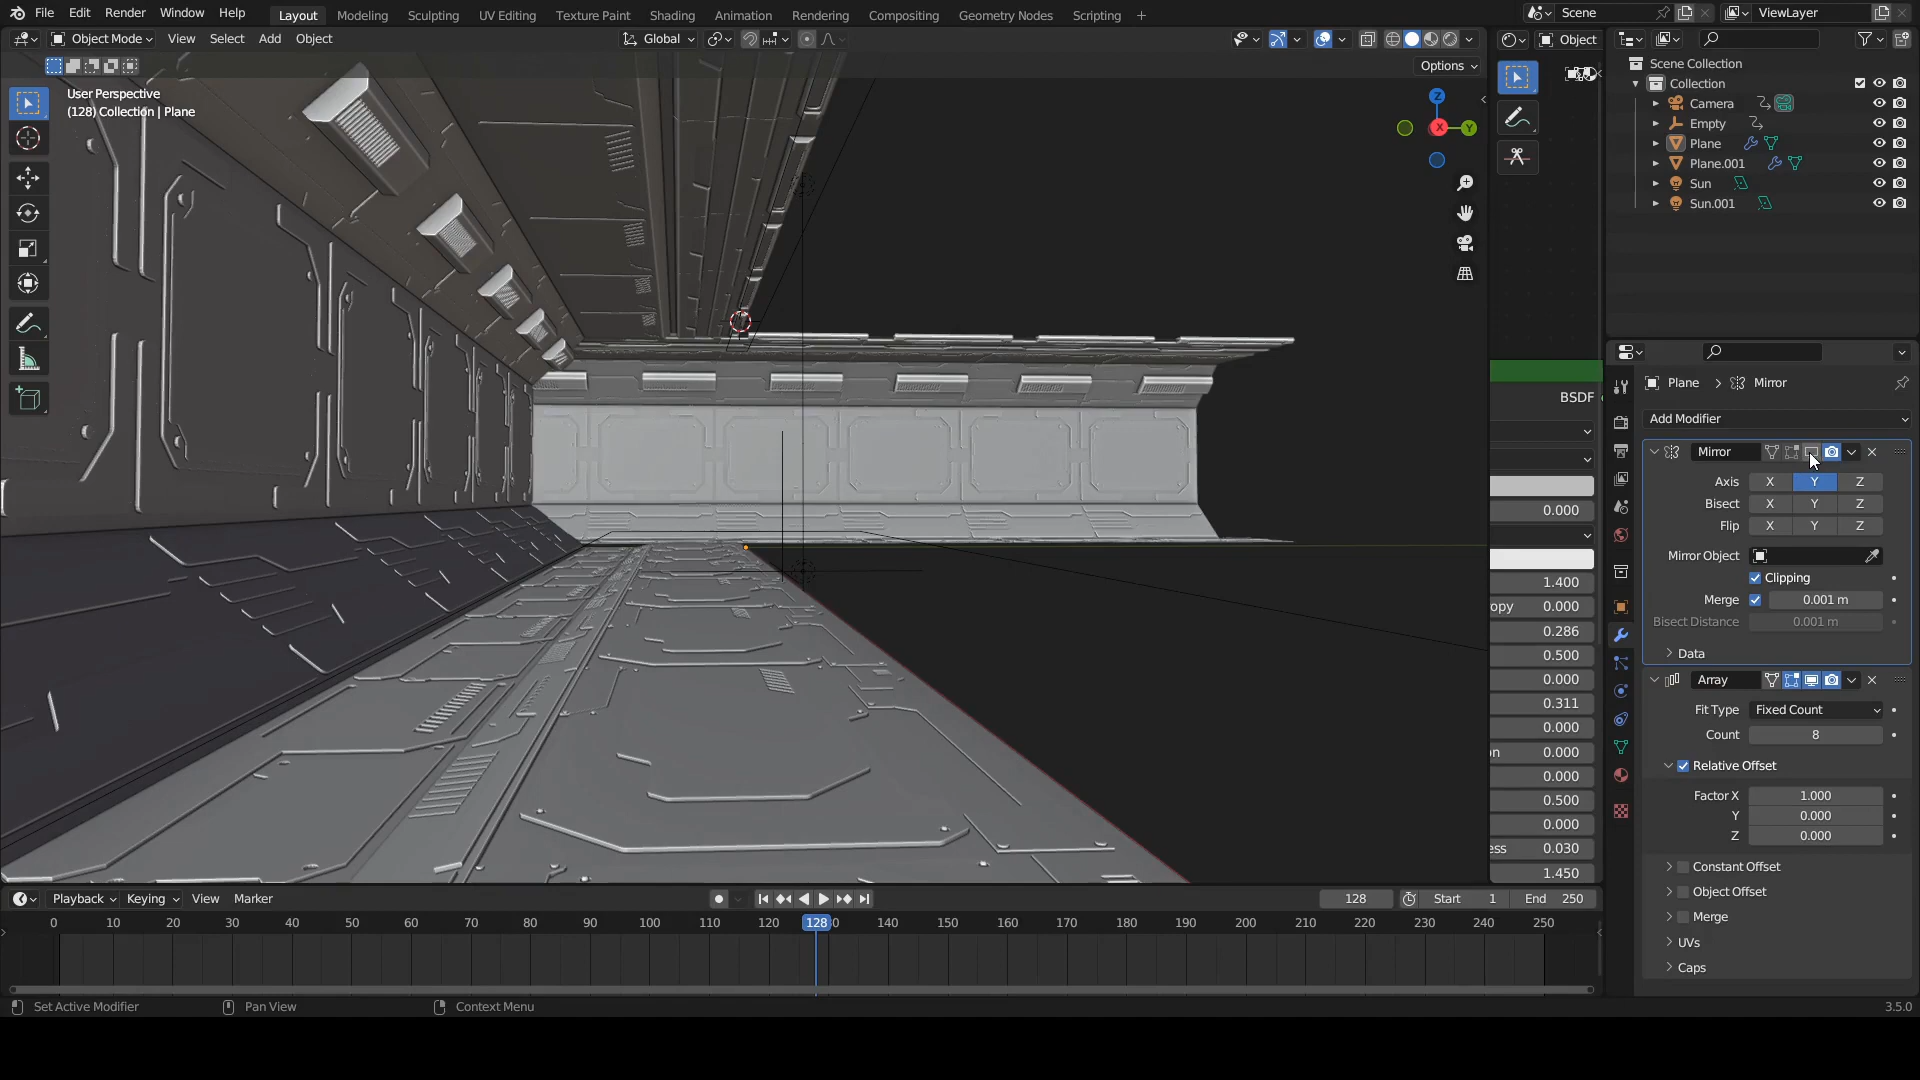 File Edit Render Window Help Layout Modeling Sculpting UV Editing Texture Paint Shading Animation Rendering Compositing Geometry Nodes Scripting + Scene ViewLayer
Object Mode View Select Add Object Global Object
Options
User Perspective
(128) Collection | Plane
Z
X
Y
Scene Collection
Collection
Camera
Empty
Plane
Plane.001
Sun
Sun.001
BSDF
0.000
1.400
opy 0.000
0.286
0.500
0.000
0.311
0.000
n 0.000
0.000
0.500
0.000
ess 0.030
1.450
Plane > Mirror
Add Modifier
Mirror
Axis X Y Z
Bisect X Y Z
Flip X Y Z
Mirror Object
Clipping
Merge 0.001 m
Bisect Distance 0.001 m
Data
Array
Fit Type Fixed Count
Count 8
Relative Offset
Factor X 1.000
Y 0.000
Z 0.000
Constant Offset
Object Offset
Merge
UVs
Caps
Playback Keying View Marker 128 Start 1 End 250
0 10 20 30 40 50 60 70 80 90 100 110 120 128 0 140 150 160 170 180 190 200 210 220 230 240 250
Set Active Modifier Pan View Context Menu 3.5.0